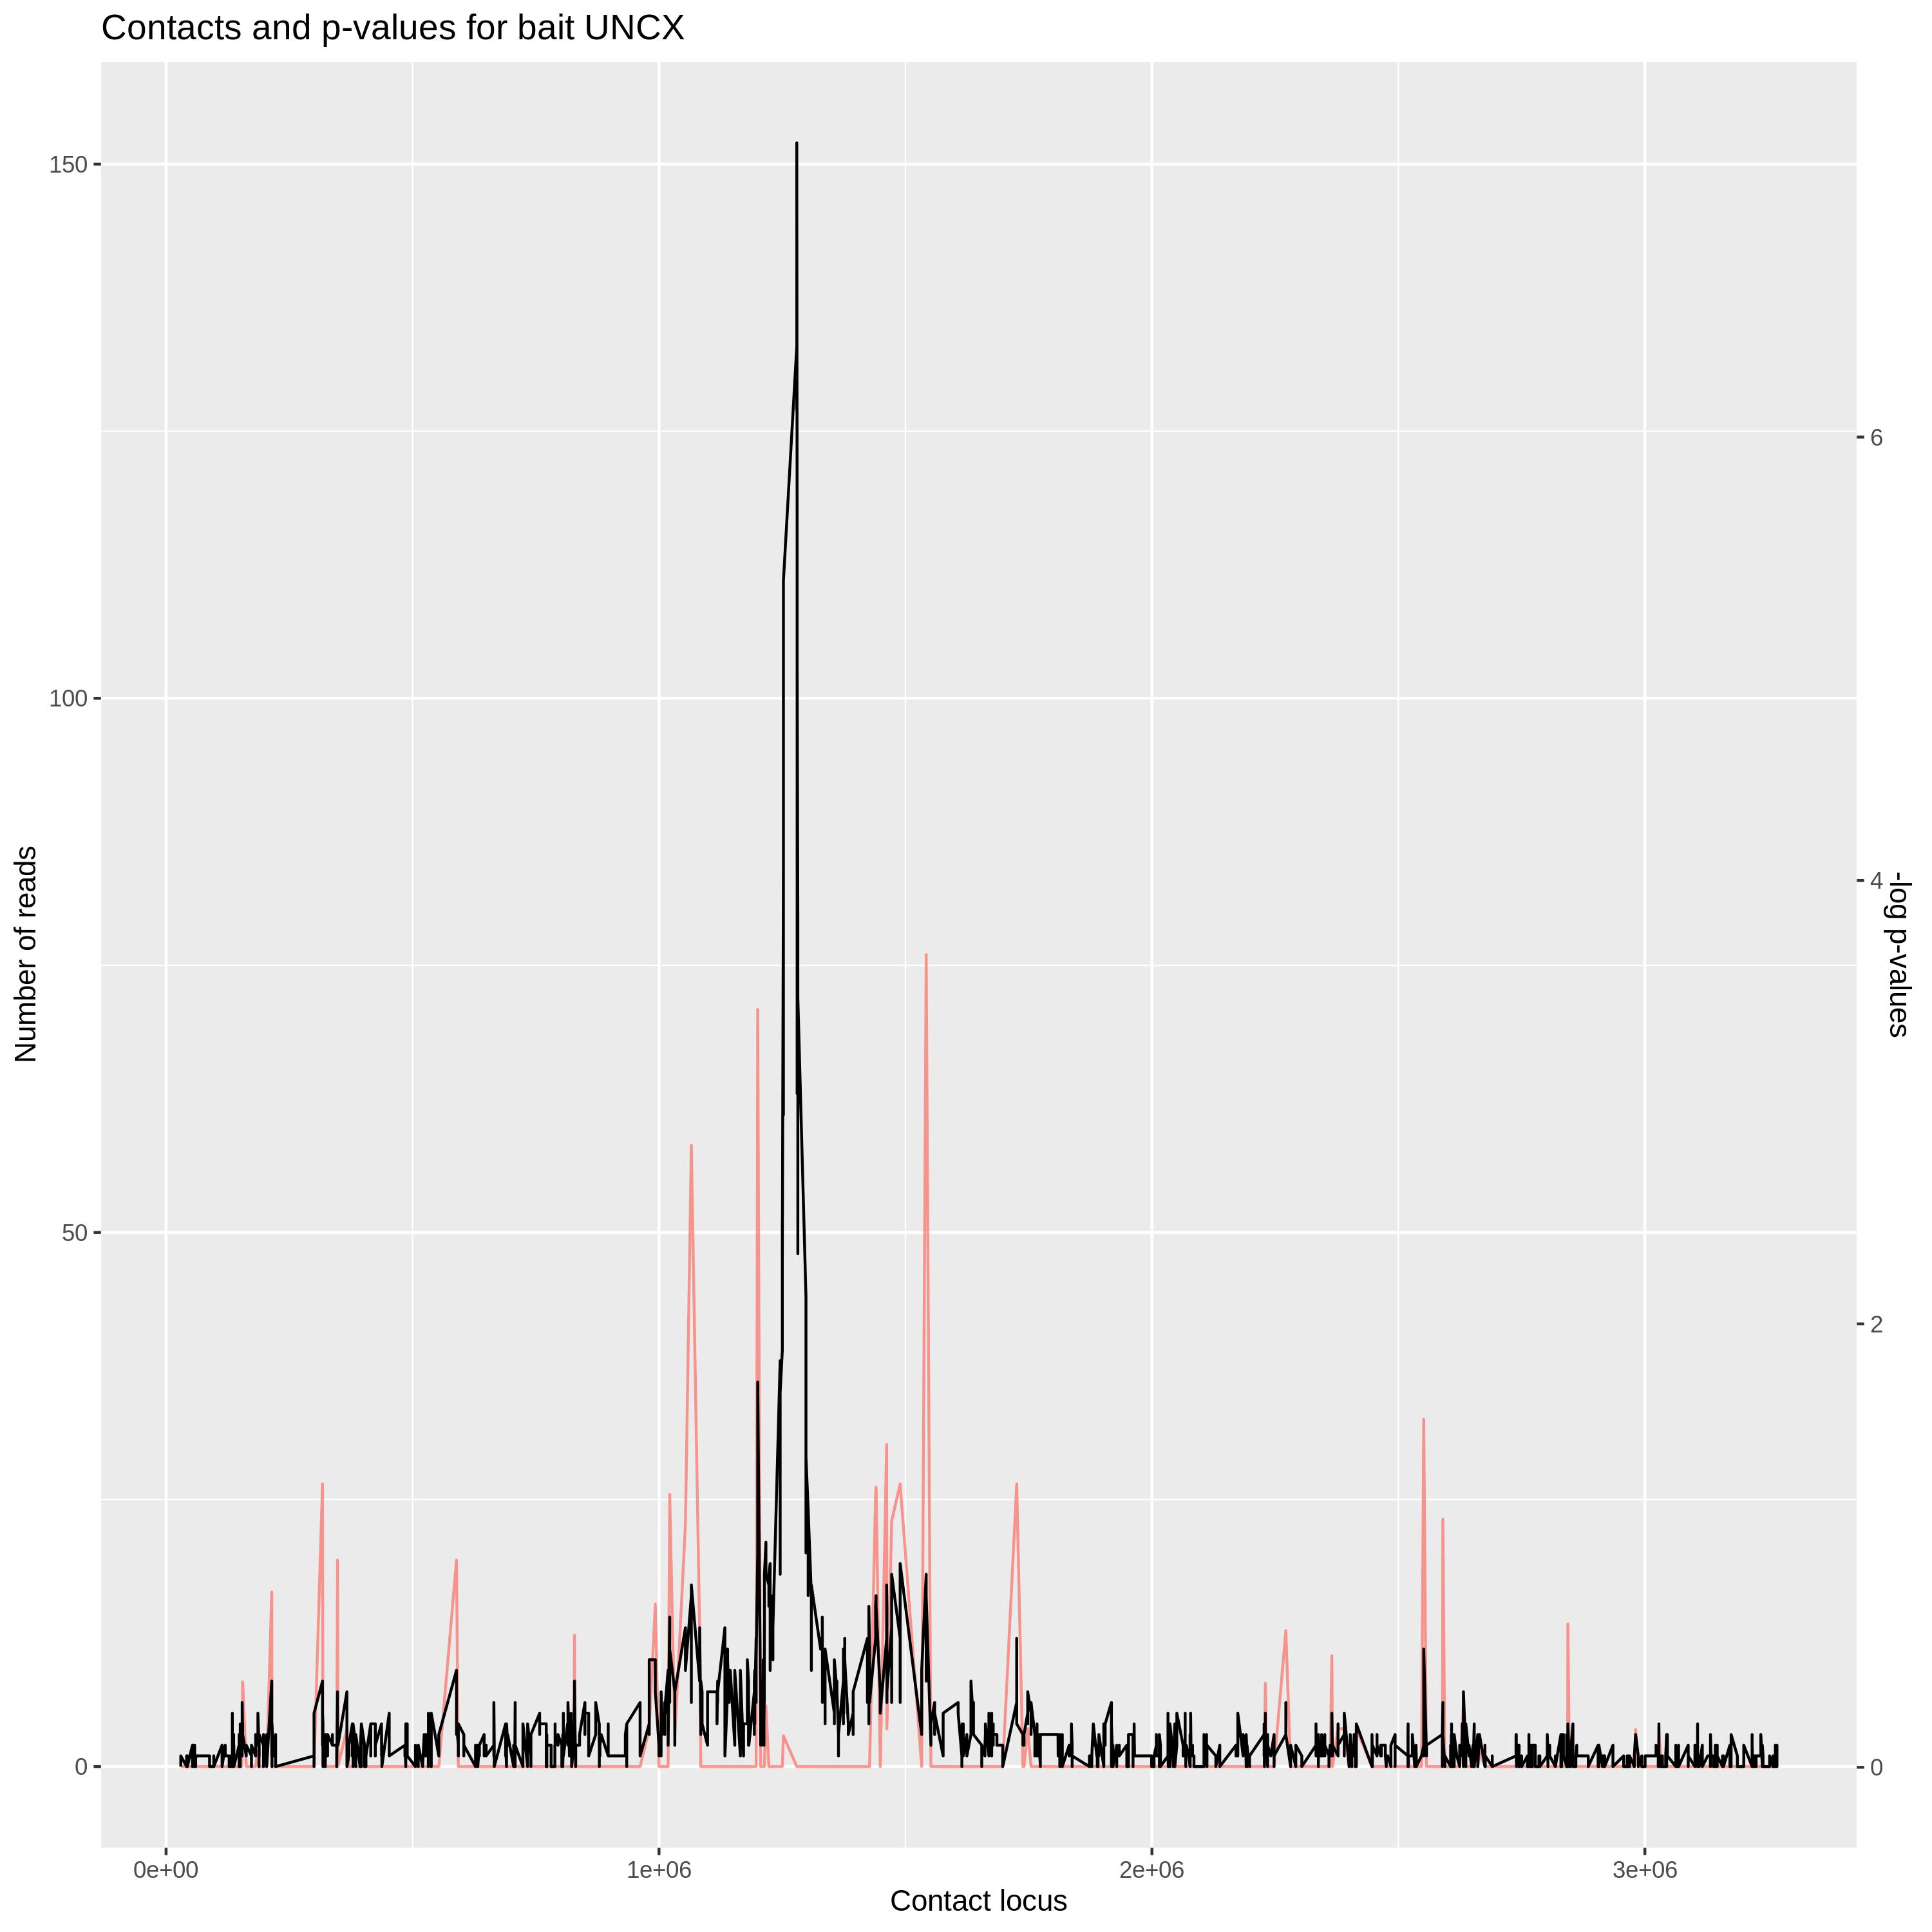 Contacts and p-values for bait UNCX
150
100
50
0
Number of reads
6
4
2
0
-log p-values
0e+00
1e+06
2e+06
3e+06
Contact locus